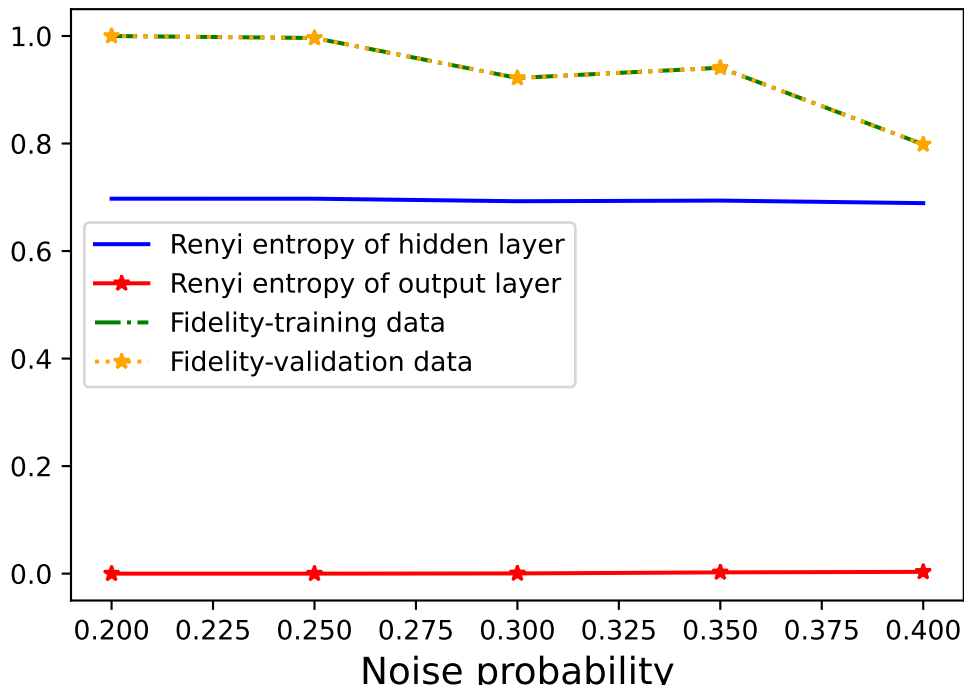 1.0
0.8
0.6
0.4
0.2
0.0
Renyi entropy of hidden layer
Renyi entropy of output layer
Fidelity-training data
Fidelity-validation data
0.200 0.225 0.250 0.275 0.300 0.325 0.350 0.375 0.400
Noise probability